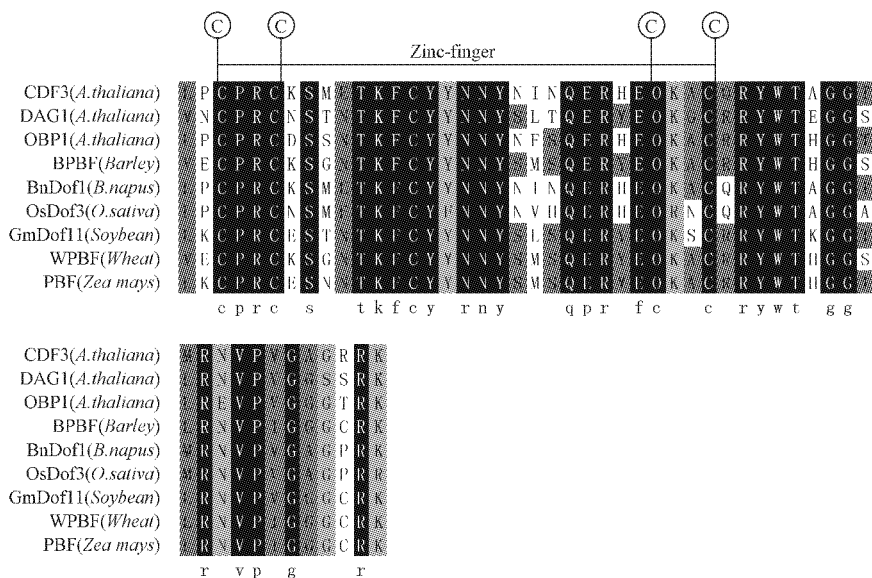 C C C C
Zinc-finger
CDF3(A.thaliana) P C P R C K S M T K F C Y Y N N Y N I N Q E R H E O K C R Y W T A G G
DAG1(A.thaliana) N C P R C N S T T K F C Y Y N N Y S L T Q E R E O K C R Y W T E G G S
OBP1(A.thaliana) P C P R C D S S T K F C Y Y N N Y N F S Q E R H E O K C R Y W T H G G
BPBF(Barley) E C P R C K S G T K F C Y Y N N Y S M S Q E R E O K C R Y W T H G G S
BnDof1(B.napus) P C P R C K S M T K F C Y Y N N Y N I N Q E R H E O K C Q R Y W T A G G
OsDof3(O.sativa) P C P R C N S M T K F C Y N N Y N V H Q E R H E O R N C Q R Y W T A G G A
GmDof11(Soybean) K C P R C E S T T K F C Y Y N N Y S L S Q E R E O K S C R Y W T K G G
WPBF(Wheat) E C P R C K S G T K F C Y Y N N Y S M S Q E R E O K C R Y W T H G G S
PBF(Zea mays) K C P R C E S N T K F C Y Y N N Y S M S Q E R E O K C R Y W T H G G
c p r c s t k f c y r n y q p r f c c r y w t g g
CDF3(A.thaliana) R N V P V G A G R R K
DAG1(A.thaliana) R N V P V G G S S R K
OBP1(A.thaliana) R E V P V G G G T R K
BPBF(Barley) R N V P G G G C R K
BnDof1(B.napus) R N V P V G A G P R K
OsDof3(O.sativa) M R N V P V G A G P R R
GmDof11(Soybean) R N V P V G G C R K
WPBF(Wheat) R N V P G G G C R K
PBF(Zea mays) R N V P G G G C R K
r v p g r